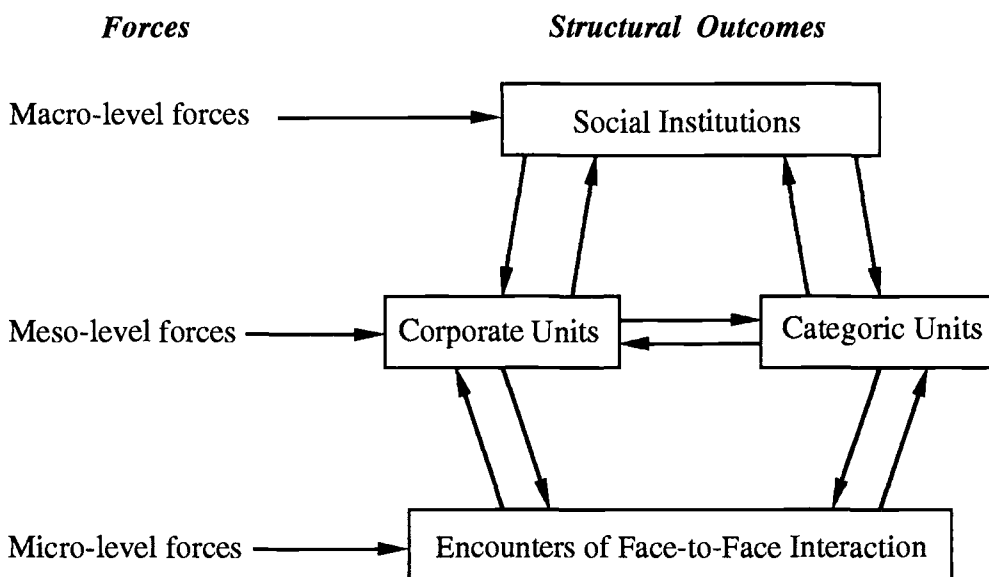 Forces
Structural Outcomes
Macro-level forces
Social Institutions
Meso-level forces
Corporate Units
Categoric Units
Micro-level forces
Encounters of Face-to-Face Interaction